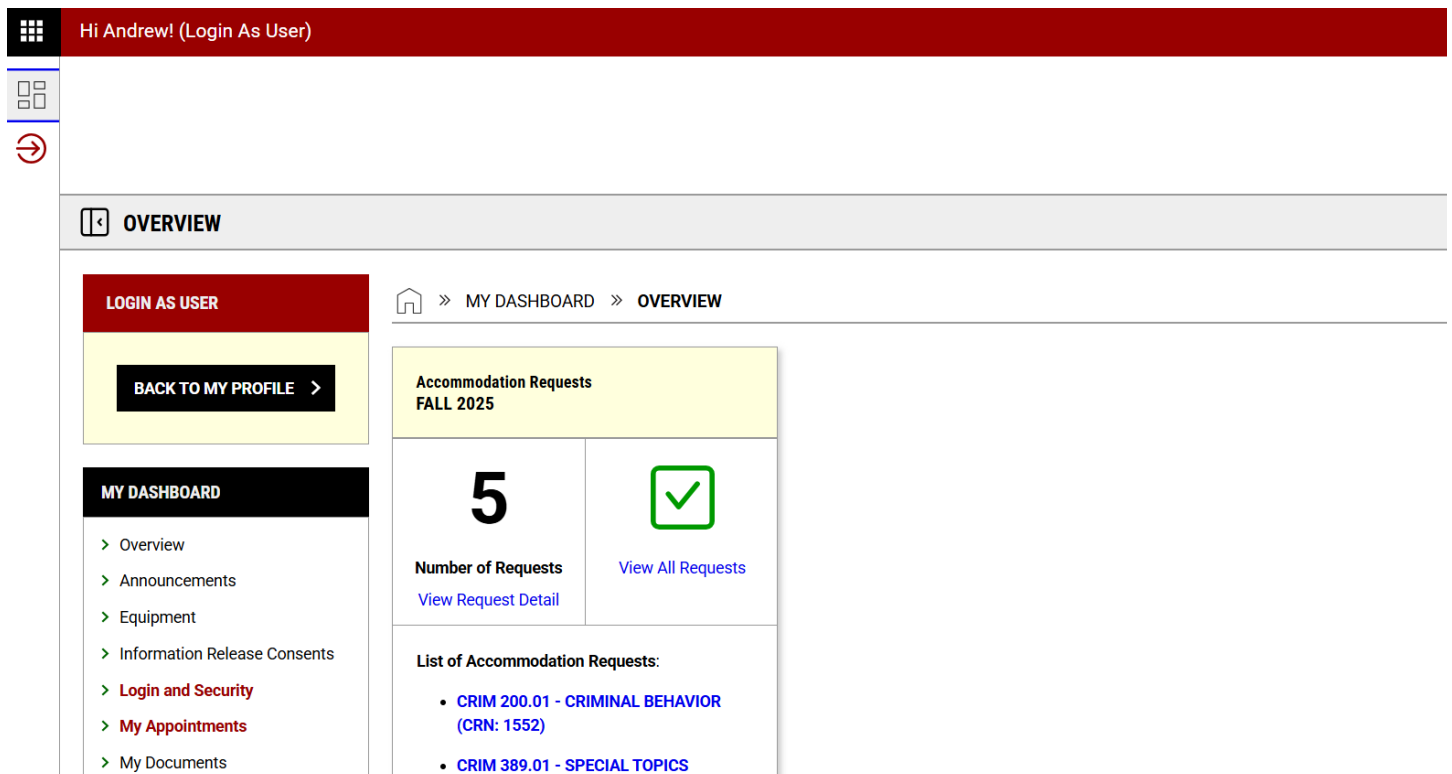 Hi Andrew! (Login As User)
OVERVIEW
LOGIN AS USER
BACK TO MY PROFILE
MY DASHBOARD
Overview
Announcements
Equipment
Information Release Consents
Login and Security
My Appointments
My Documents
MY DASHBOARD » OVERVIEW
Accommodation Requests
FALL 2025
5
Number of Requests
View Request Detail
View All Requests
List of Accommodation Requests:
• CRIM 200.01 - CRIMINAL BEHAVIOR
(CRN: 1552)
• CRIM 389.01 - SPECIAL TOPICS